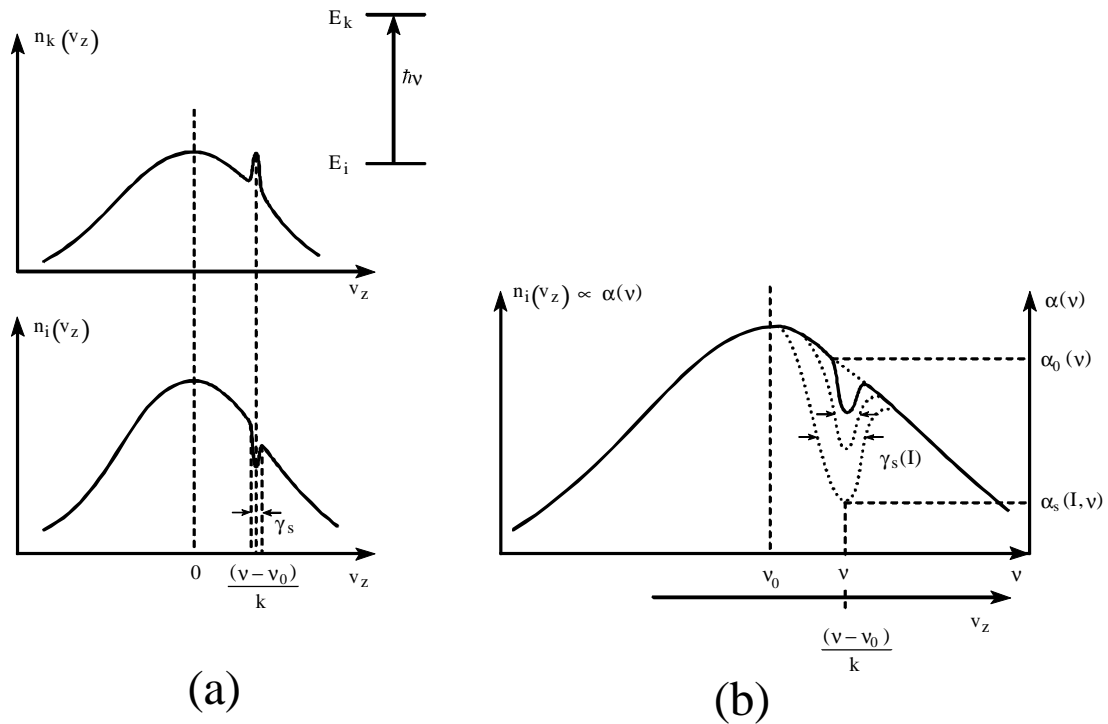 n_k(v_z)
E_k
ħν
E_i
v_z
n_i(v_z)
γ_s
0
(ν − ν_0)
k
v_z
(a)
n_i(v_z) ∝ α(ν)
α(ν)
α_0(ν)
γ_s(I)
α_s(I, ν)
ν_0
ν
ν
v_z
(ν − ν_0)
k
(b)